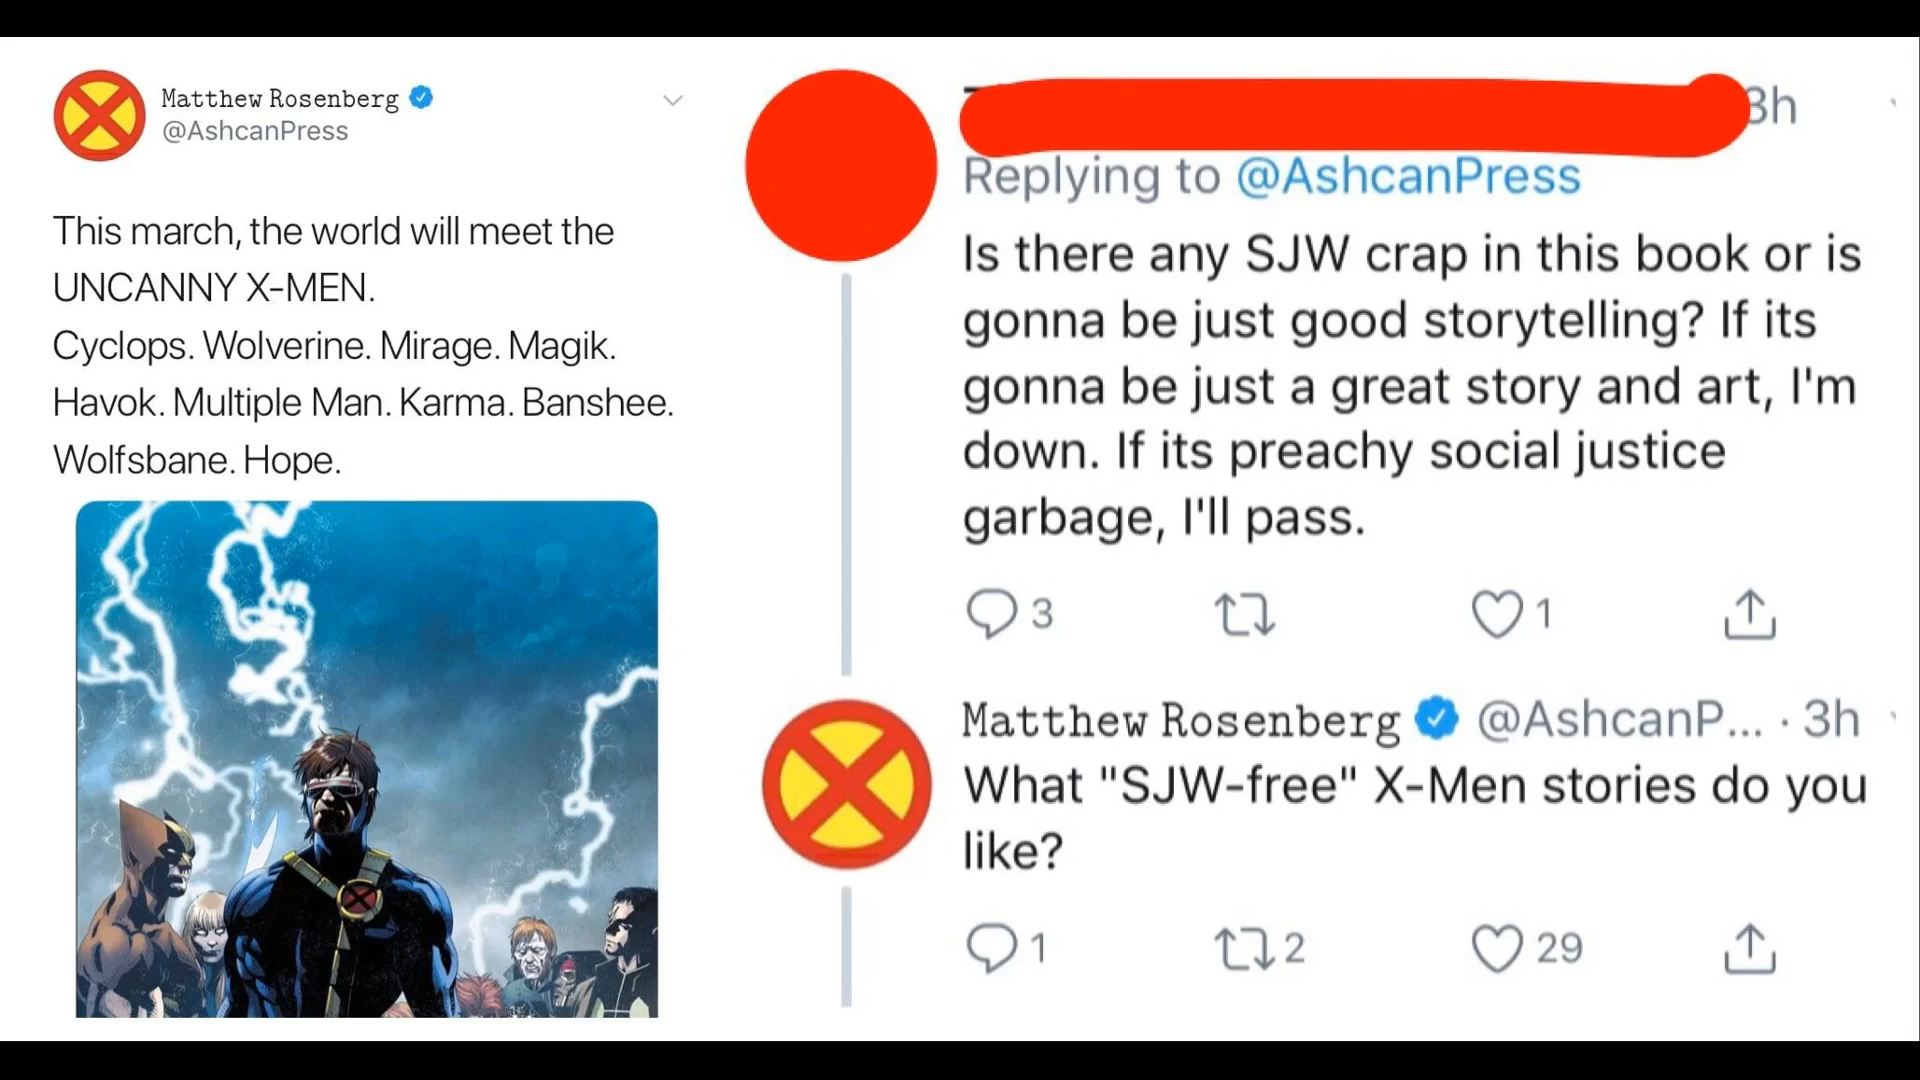 Matthew Rosenberg
@AshcanPress
This march, the world will meet the
UNCANNY X-MEN.
Cyclops. Wolverine. Mirage. Magik.
Havok. Multiple Man. Karma. Banshee.
Wolfsbane. Hope.
3h
Replying to @AshcanPress
Is there any SJW crap in this book or is
gonna be just good storytelling? If its
gonna be just a great story and art, I'm
down. If its preachy social justice
garbage, I'll pass.
3 1
Matthew Rosenberg @AshcanP... · 3h
What "SJW-free" X-Men stories do you
like?
1 2 29